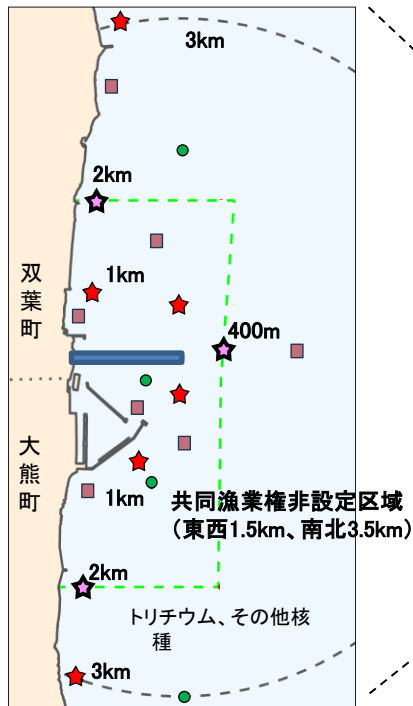 3km
2km
1km
双葉町
400m
大熊町
1km
共同漁業権非設定区域
（東西1.5km、南北3.5km）
2km
トリチウム、その他核
種
3km